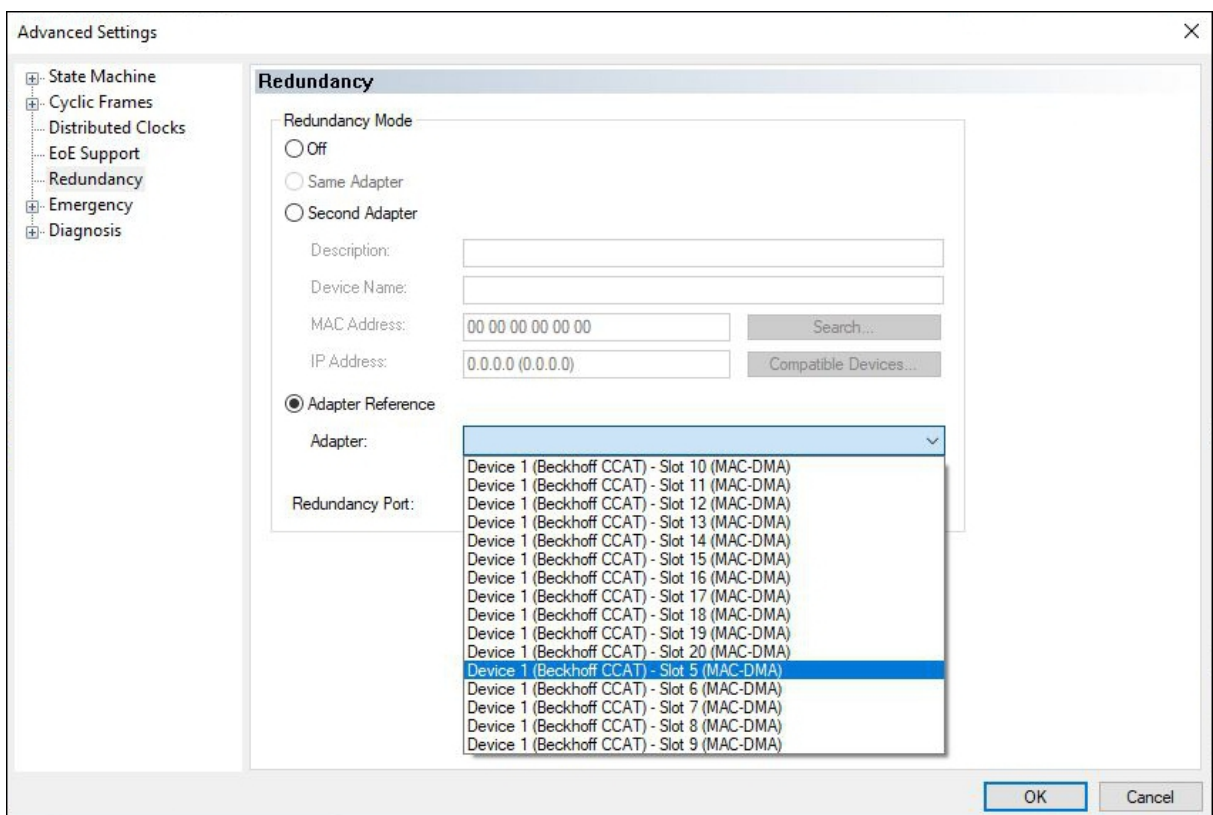 Advanced Settings
State Machine
Cyclic Frames
Distributed Clocks
EoE Support
Redundancy
Emergency
Diagnosis
Redundancy
Redundancy Mode
Off
Same Adapter
Second Adapter
Description:
Device Name:
MAC Address: 00 00 00 00 00 00 Search...
IP Address: 0.0.0.0 (0.0.0.0) Compatible Devices...
Adapter Reference
Adapter:
Device 1 (Beckhoff CCAT) - Slot 10 (MAC-DMA)
Device 1 (Beckhoff CCAT) - Slot 11 (MAC-DMA)
Device 1 (Beckhoff CCAT) - Slot 12 (MAC-DMA)
Device 1 (Beckhoff CCAT) - Slot 13 (MAC-DMA)
Device 1 (Beckhoff CCAT) - Slot 14 (MAC-DMA)
Device 1 (Beckhoff CCAT) - Slot 15 (MAC-DMA)
Device 1 (Beckhoff CCAT) - Slot 16 (MAC-DMA)
Device 1 (Beckhoff CCAT) - Slot 17 (MAC-DMA)
Device 1 (Beckhoff CCAT) - Slot 18 (MAC-DMA)
Device 1 (Beckhoff CCAT) - Slot 19 (MAC-DMA)
Device 1 (Beckhoff CCAT) - Slot 20 (MAC-DMA)
Device 1 (Beckhoff CCAT) - Slot 5 (MAC-DMA)
Device 1 (Beckhoff CCAT) - Slot 6 (MAC-DMA)
Device 1 (Beckhoff CCAT) - Slot 7 (MAC-DMA)
Device 1 (Beckhoff CCAT) - Slot 8 (MAC-DMA)
Device 1 (Beckhoff CCAT) - Slot 9 (MAC-DMA)
Redundancy Port:
OK Cancel